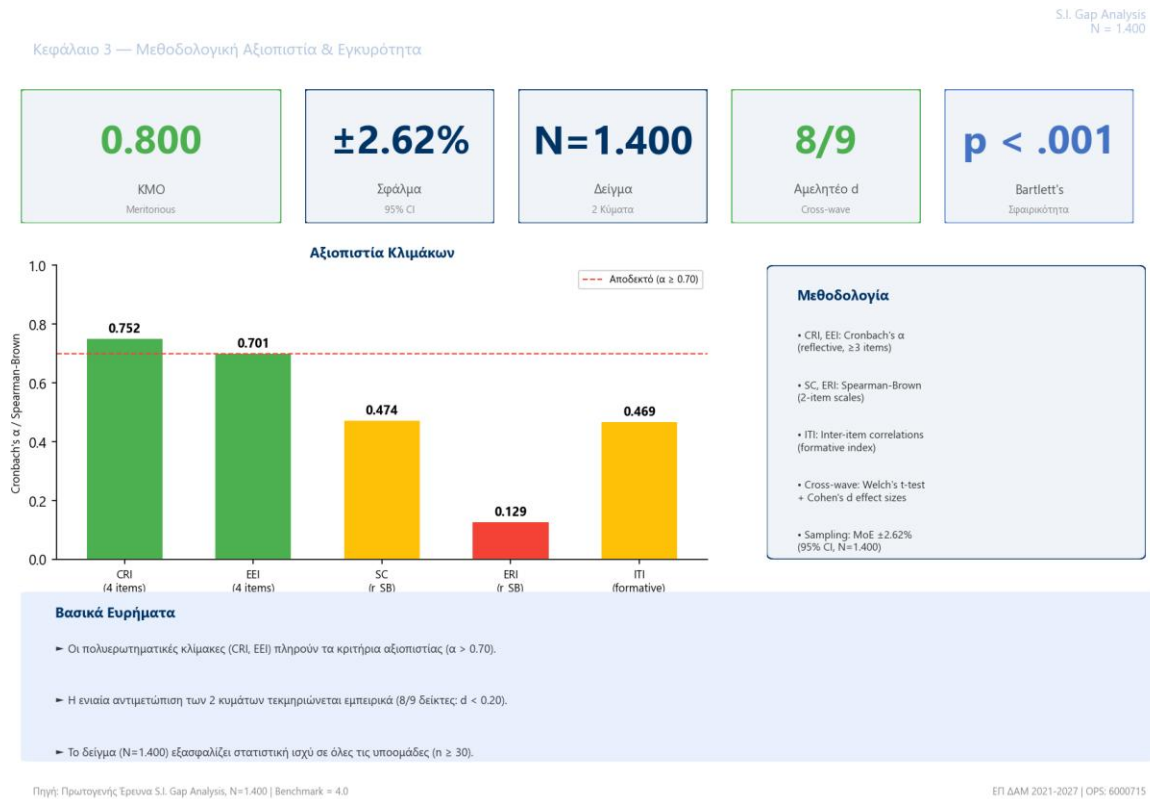 S.I. Gap Analysis
N = 1.400
Κεφάλαιο 3 — Μεθοδολογική Αξιοπιστία & Εγκυρότητα
0.800
KMO
Meritorious
±2.62%
Σφάλμα
95% CI
N=1.400
Δείγμα
2 Κύματα
8/9
Αμελητέο d
Cross-wave
p < .001
Bartlett's
Σφαιρικότητα
Αξιοπιστία Κλιμάκων
Cronbach's α / Spearman-Brown
1.0
0.8
0.6
0.4
0.2
0.0
Αποδεκτό (α ≥ 0.70)
0.752
0.701
0.474
0.129
0.469
CRI
(4 items)
EEI
(4 items)
SC
(r_SB)
ERI
(r_SB)
ITI
(formative)
Μεθοδολογία
• CRI, EEI: Cronbach's α
(reflective, ≥3 items)
• SC, ERI: Spearman-Brown
(2-item scales)
• ITI: Inter-item correlations
(formative index)
• Cross-wave: Welch's t-test
+ Cohen's d effect sizes
• Sampling: MoE ±2.62%
(95% CI, N=1.400)
Βασικά Ευρήματα
► Οι πολυερωτηματικές κλίμακες (CRI, EEI) πληρούν τα κριτήρια αξιοπιστίας (α > 0.70).
► Η ενιαία αντιμετώπιση των 2 κυμάτων τεκμηριώνεται εμπειρικά (8/9 δείκτες: d < 0.20).
► Το δείγμα (N=1.400) εξασφαλίζει στατιστική ισχύ σε όλες τις υποομάδες (n ≥ 30).
Πηγή: Πρωτογενής Έρευνα S.I. Gap Analysis, N=1.400 | Benchmark = 4.0
ΕΠ ΔΑΜ 2021-2027 | OPS: 6000715